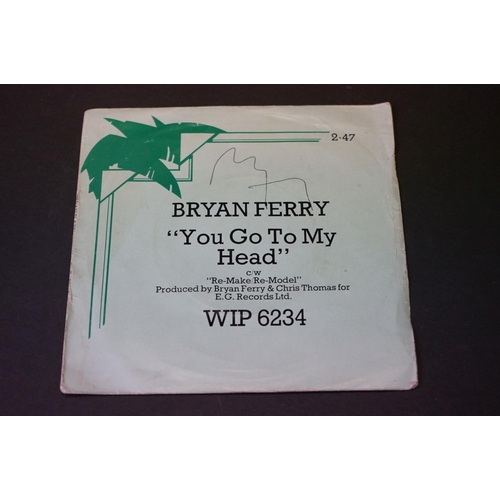 2·47
BRYAN FERRY
“You Go To My
Head”
C/W
“Re-Make/Re-Model”
Produced by Bryan Ferry & Chris Thomas for
E.G. Records Ltd.
WIP 6234